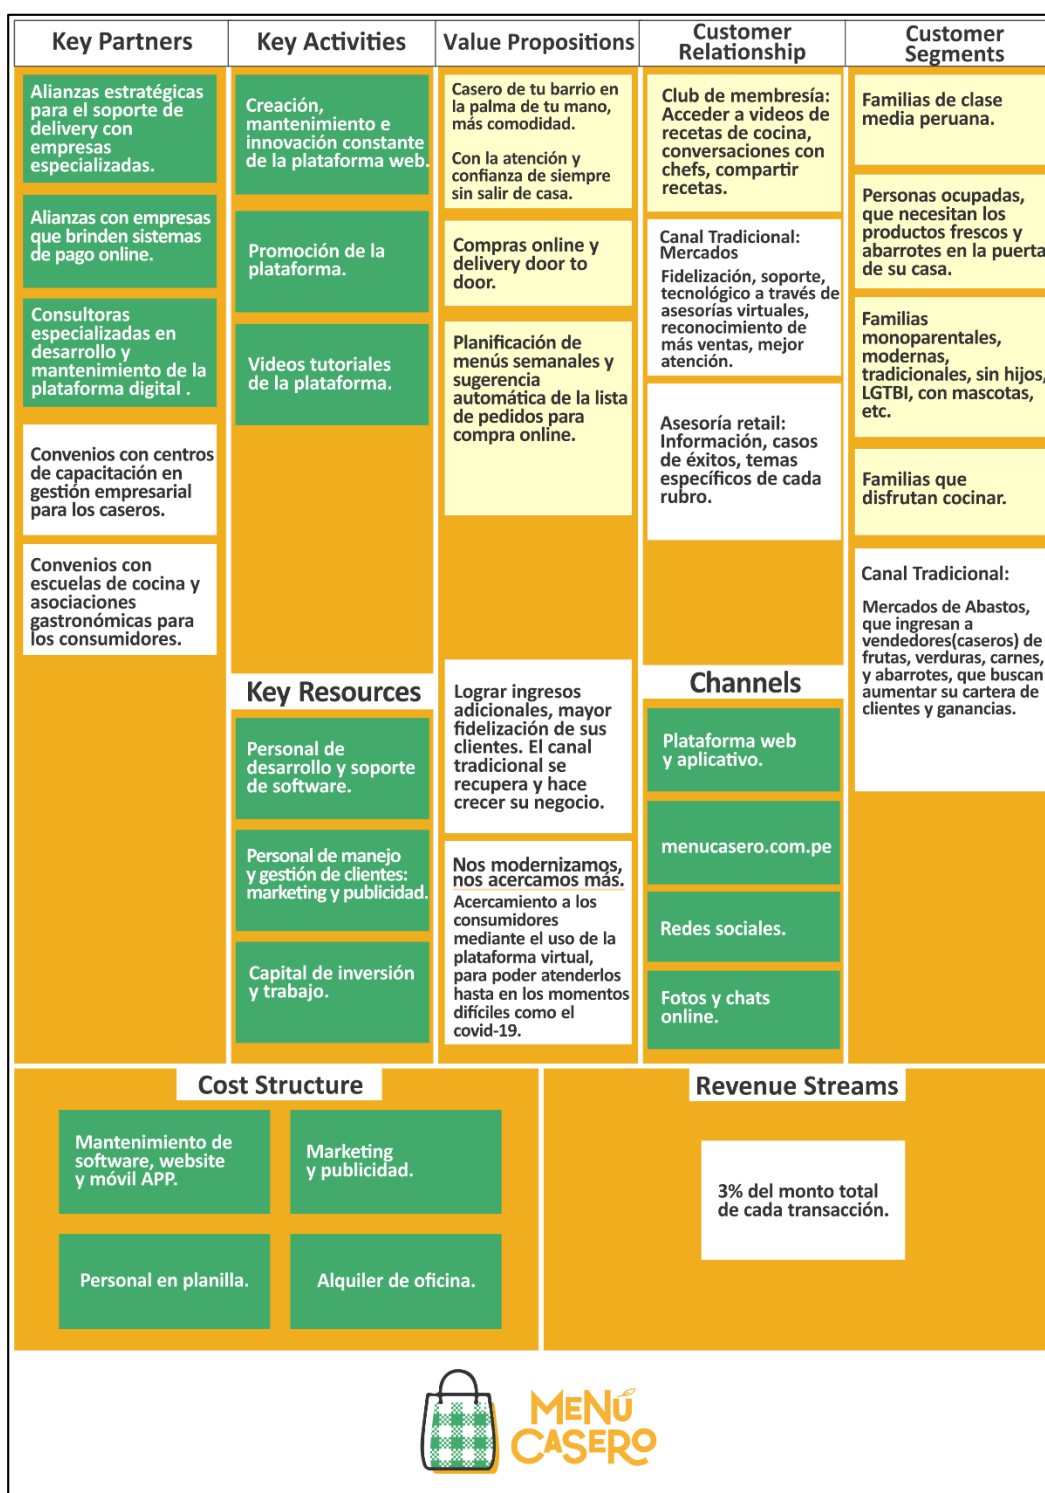 Key Partners
Alianzas estratégicas
para el soporte de
delivery con
empresas
especializadas.
Alianzas con empresas
que brinden sistemas
de pago online.
Consultoras
especializadas en
desarrollo y
mantenimiento de la
plataforma digital .
Convenios con centros
de capacitación en
gestión empresarial
para los caseros.
Convenios con
escuelas de cocina y
asociaciones
gastronómicas para
los consumidores.
Key Activities
Creación,
mantenimiento e
innovación constante
de la plataforma web.
Promoción de la
plataforma.
Videos tutoriales
de la plataforma.
Key Resources
Personal de
desarrollo y soporte
de software.
Personal de manejo
y gestión de clientes:
marketing y publicidad.
Capital de inversión
y trabajo.
Value Propositions
Casero de tu barrio en
la palma de tu mano,
más comodidad.
Con la atención y
confianza de siempre
sin salir de casa.
Compras online y
delivery door to
door.
Planificación de
menús semanales y
sugerencia
automática de la lista
de pedidos para
compra online.
Lograr ingresos
adicionales, mayor
fidelización de sus
clientes. El canal
tradicional se
recupera y hace
crecer su negocio.
Nos modernizamos,
nos acercamos más.
Acercamiento a los
consumidores
mediante el uso de la
plataforma virtual,
para poder atenderlos
hasta en los momentos
difíciles como el
covid-19.
Customer
Relationship
Club de membresía:
Acceder a videos de
recetas de cocina,
conversaciones con
chefs, compartir
recetas.
Canal Tradicional:
Mercados
Fidelización, soporte,
tecnológico a través de
asesorías virtuales,
reconocimiento de
más ventas, mejor
atención.
Asesoría retail:
Información, casos
de éxitos, temas
específicos de cada
rubro.
Channels
Plataforma web
y aplicativo.
menucasero.com.pe
Redes sociales.
Fotos y chats
online.
Customer
Segments
Familias de clase
media peruana.
Personas ocupadas,
que necesitan los
productos frescos y
abarrotes en la puerta
de su casa.
Familias
monoparentales,
modernas,
tradicionales, sin hijos,
LGTBI, con mascotas,
etc.
Familias que
disfrutan cocinar.
Canal Tradicional:
Mercados de Abastos,
que ingresan a
vendedores(caseros) de
frutas, verduras, carnes,
y abarrotes, que buscan
aumentar su cartera de
clientes y ganancias.
Cost Structure
Mantenimiento de
software, website
y móvil APP.
Marketing
y publicidad.
Personal en planilla.
Alquiler de oficina.
Revenue Streams
3% del monto total
de cada transacción.
MENÚ
CASERO